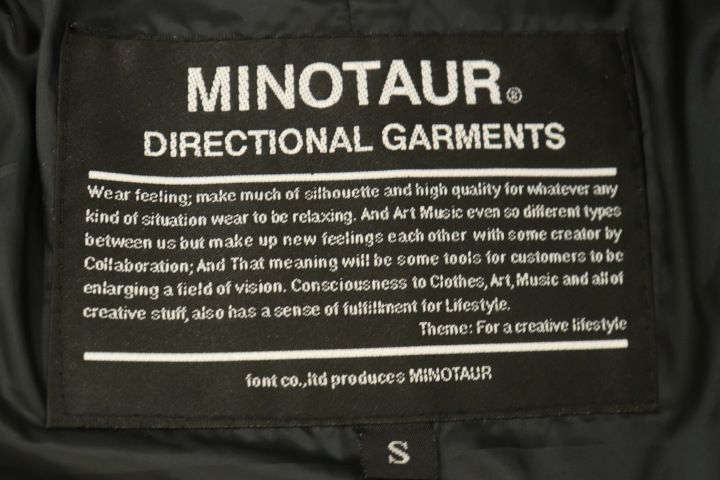 MINOTAUR®
DIRECTIONAL GARMENTS
Wear feeling; make much of silhouette and high quality for whatever any
kind of situation wear to be relaxing. And Art Music even so different types
between us but make up new feelings each other with some creator by
Collaboration; And That meaning will be some tools for customers to be
enlarging a field of vision. Consciousness to Clothes, Art, Music and all of
creative stuff, also has a sense of fulfillment for Lifestyle.
Theme: For a creative lifestyle
font co.,ltd produces MINOTAUR
S